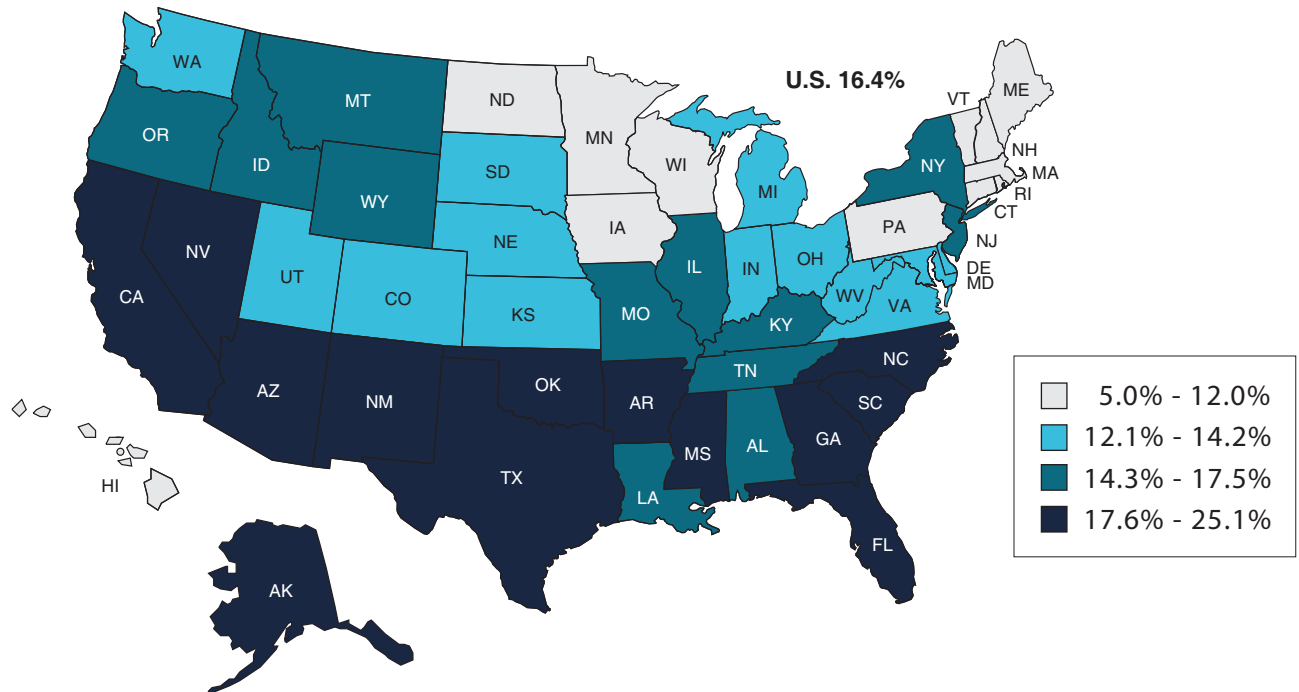 U.S. 16.4%
WA
MT
ND
MN
VT
ME
OR
ID
SD
WI
MI
NY
NH
MA
RI
CT
WY
IA
PA
NJ
NE
NV
UT
CO
IL
IN
OH
DE
MD
WV
VA
CA
KS
MO
KY
AZ
NM
OK
AR
TN
NC
SC
HI
TX
LA
MS
AL
GA
FL
AK
5.0% - 12.0%
12.1% - 14.2%
14.3% - 17.5%
17.6% - 25.1%